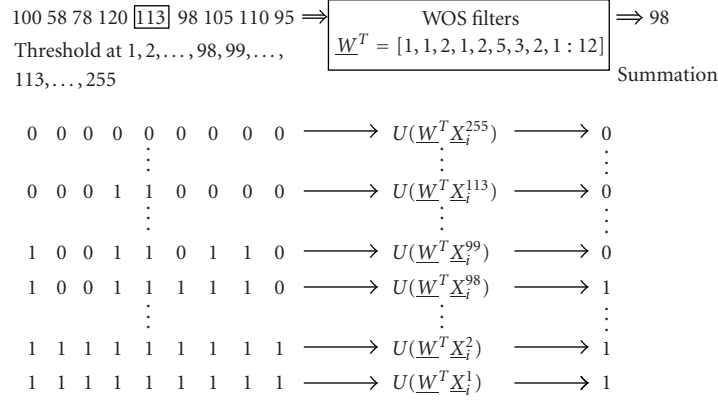 100 58 78 120 113 98 105 110 95 ⇒ WOS filters ⇒ 98
Threshold at 1, 2, . . . , 98, 99, . . . ,
W^T = [1, 1, 2, 1, 2, 5, 3, 2, 1 : 12]
113, . . . , 255
Summation
0 0 0 0 0 0 0 0 0 → U(W^T X_i^255) → 0
⋮ ⋮ ⋮
0 0 0 1 1 0 0 0 0 → U(W^T X_i^113) → 0
⋮ ⋮ ⋮
1 0 0 1 1 0 1 1 0 → U(W^T X_i^99) → 0
1 0 0 1 1 1 1 1 0 → U(W^T X_i^98) → 1
⋮ ⋮ ⋮
1 1 1 1 1 1 1 1 1 → U(W^T X_i^2) → 1
1 1 1 1 1 1 1 1 1 → U(W^T X_i^1) → 1